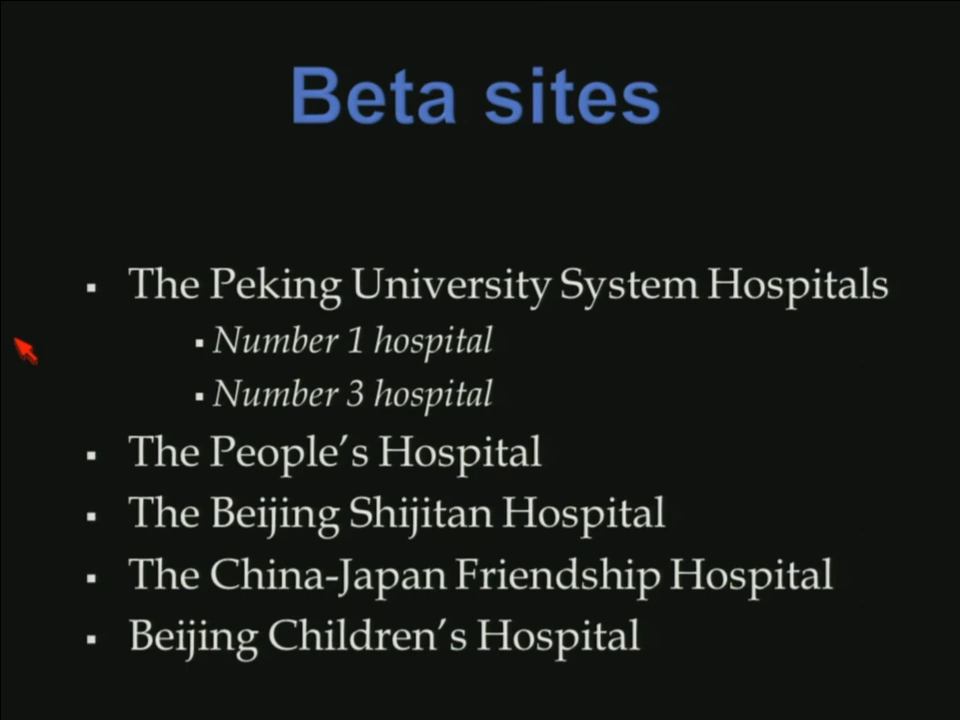 Beta sites
The Peking University System Hospitals
Number 1 hospital
Number 3 hospital
The People’s Hospital
The Beijing Shijitan Hospital
The China-Japan Friendship Hospital
Beijing Children’s Hospital